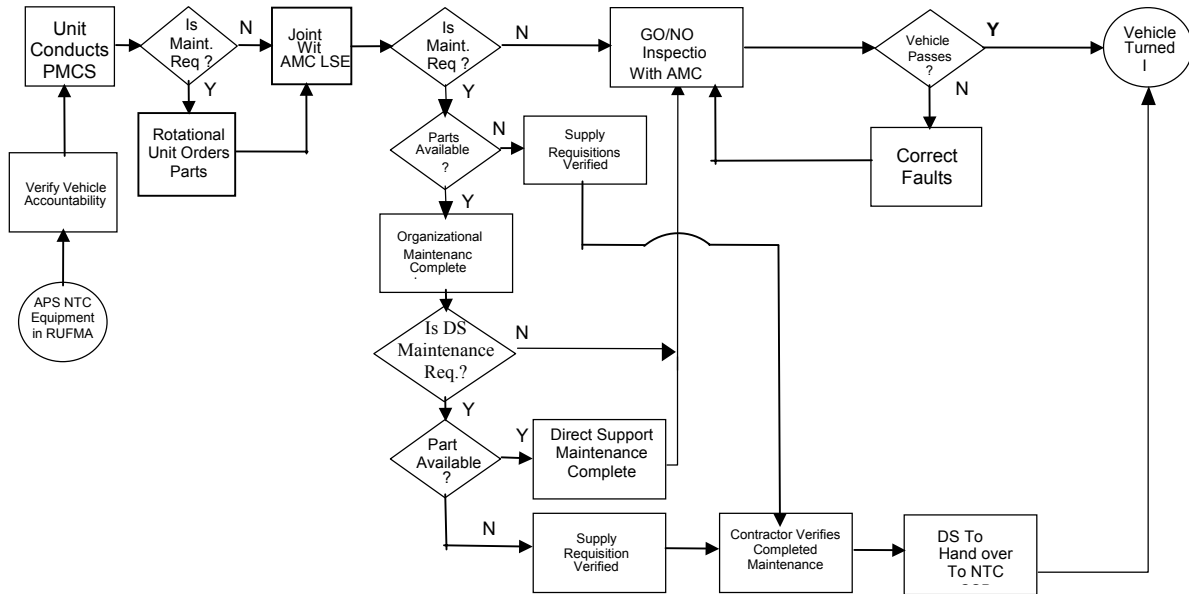 Unit
Conducts
PMCS
Is
Maint.
Req ?
N
Y
Joint
Wit
AMC LSE
Is
Maint.
Req ?
N
Y
GO/NO
Inspectio
With AMC
Vehicle
Passes
?
Y
N
Vehicle
Turned
I
Rotational
Unit Orders
Parts
Parts
Available
?
N
Y
Supply
Requisitions
Verified
Correct
Faults
Verify Vehicle
Accountability
Organizational
Maintenanc
Complete
APS NTC
Equipment
in RUFMA
Is DS
Maintenance
Req.?
N
Y
Part
Available
?
Y
N
Direct Support
Maintenance
Complete
Supply
Requisition
Verified
Contractor Verifies
Completed
Maintenance
DS To
Hand over
To NTC